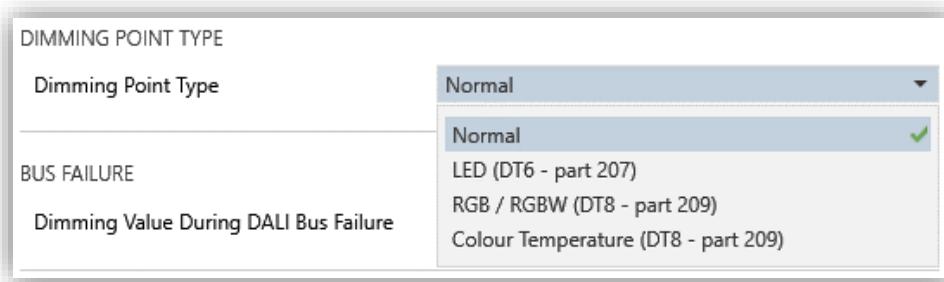 DIMMING POINT TYPE
Dimming Point Type
Normal
Normal
LED (DT6 - part 207)
RGB / RGBW (DT8 - part 209)
Colour Temperature (DT8 - part 209)
BUS FAILURE
Dimming Value During DALI Bus Failure